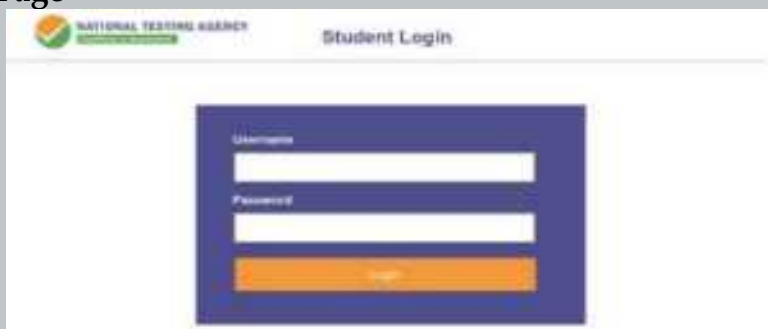 NATIONAL TESTING AGENCY
Student Login
Username
Password
Login